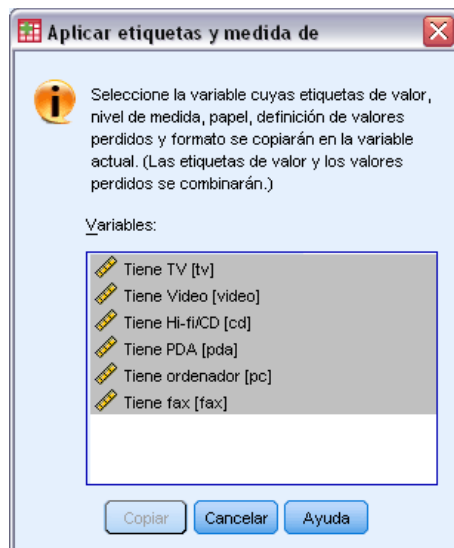 Aplicar etiquetas y medida de
Seleccione la variable cuyas etiquetas de valor,
nivel de medida, papel, definición de valores
perdidos y formato se copiarán en la variable
actual. (Las etiquetas de valor y los valores
perdidos se combinarán.)
Variables:
Tiene TV [tv]
Tiene Video [video]
Tiene Hi-fi/CD [cd]
Tiene PDA [pda]
Tiene ordenador [pc]
Tiene fax [fax]
Copiar Cancelar Ayuda